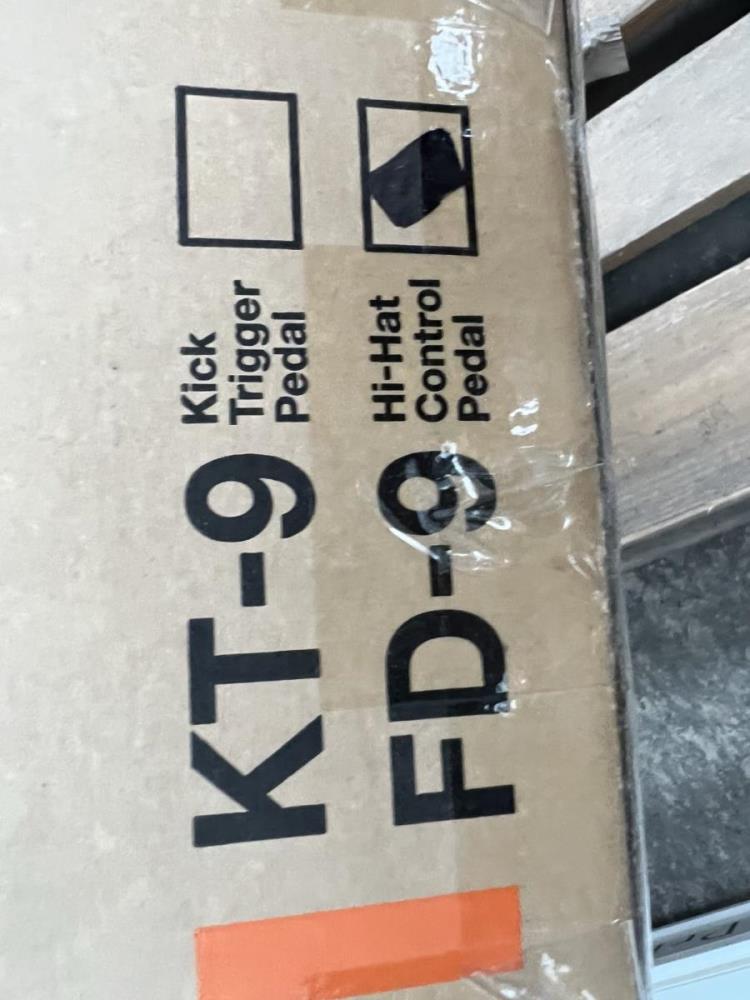 KT-9 Kick
Trigger
Pedal
FD-9 Hi-Hat
Control
Pedal